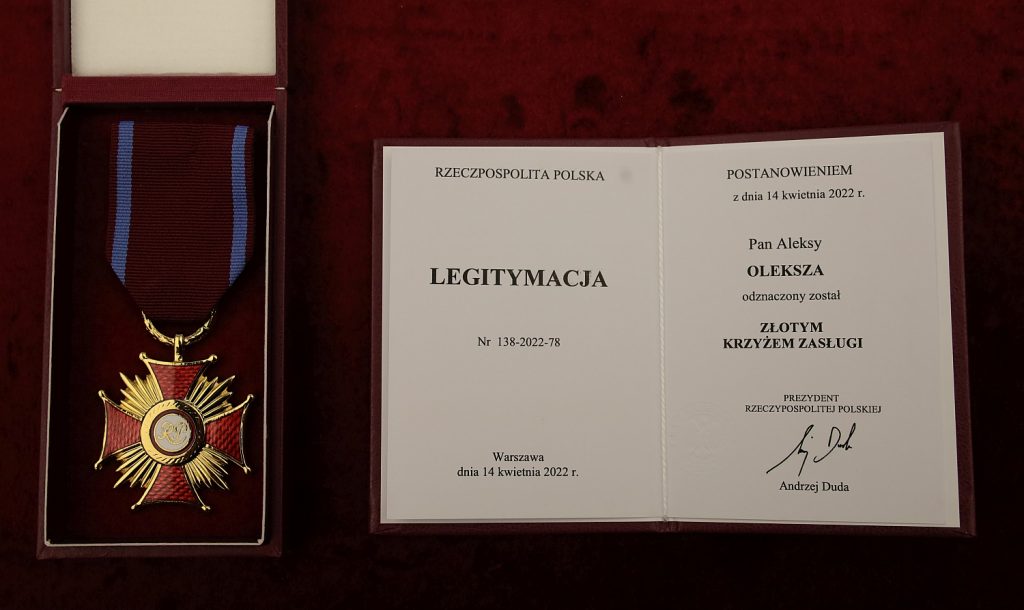 RZECZPOSPOLITA POLSKA
LEGITYMACJA
Nr 138-2022-78
Warszawa
dnia 14 kwietnia 2022 r.
POSTANOWIENIEM
z dnia 14 kwietnia 2022 r.
Pan Aleksy
OLEKSZA
odznaczony został
ZŁOTYM
KRZYŻEM ZASŁUGI
PREZYDENT
RZECZYPOSPOLITEJ POLSKIEJ
Andrzej Duda